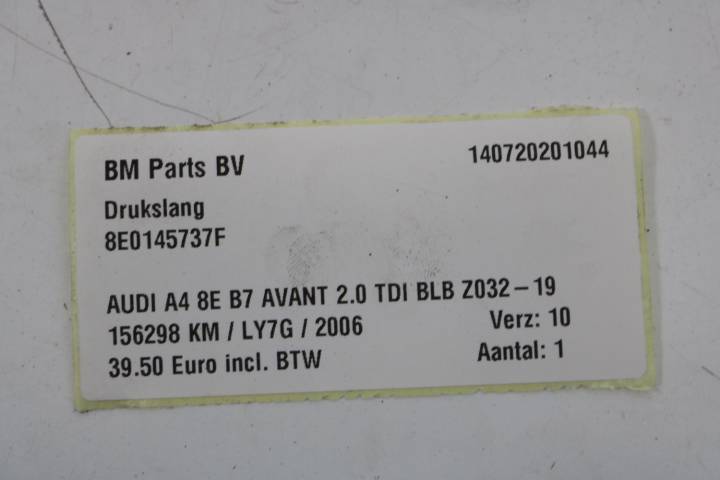 BM Parts BV 140720201044
Drukslang
8E0145737F
AUDI A4 8E B7 AVANT 2.0 TDI BLB Z032-19
156298 KM / LY7G / 2006 Verz: 10
39.50 Euro incl. BTW Aantal: 1